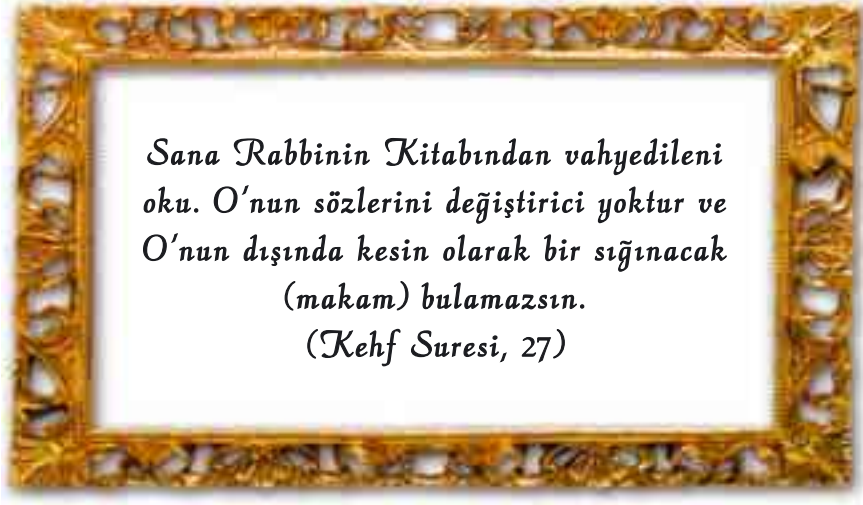 Sana Rabbinin Kitabından vahyedileni
oku. O'nun sözlerini değiştirici yoktur ve
O'nun dışında kesin olarak bir sığınacak
(makam) bulamazsın.
(Kehf Suresi, 27)